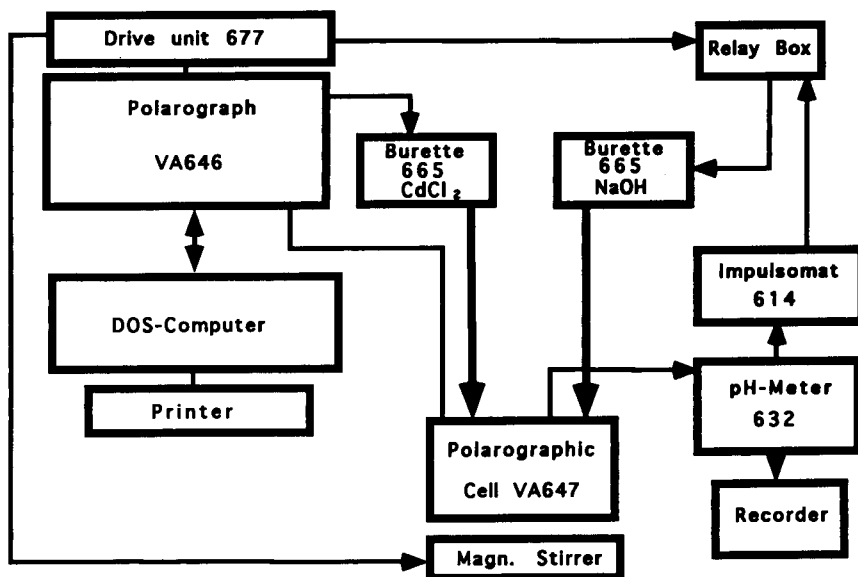 Drive unit 677
Relay Box
Polarograph
VA646
Burette
665
CdCl₂
Burette
665
NaOH
Impulsomat
614
DOS-Computer
Printer
pH-Meter
632
Polarographic
Cell VA647
Recorder
Magn. Stirrer